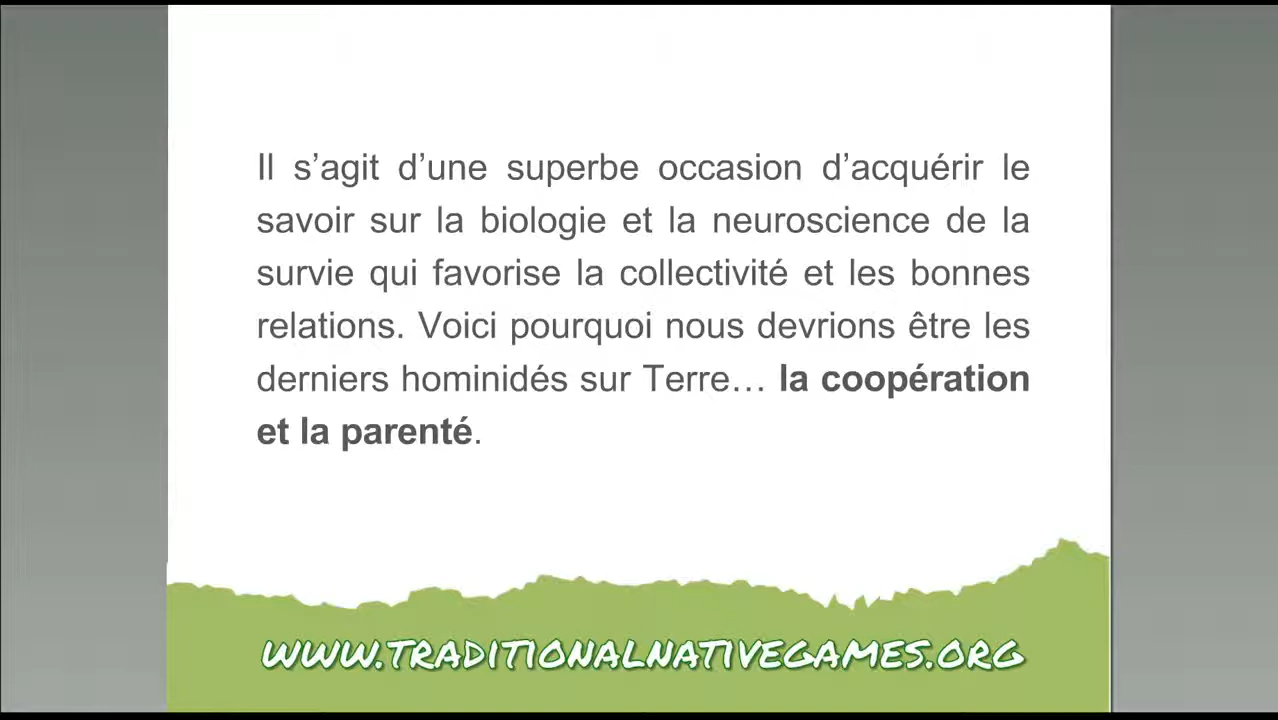 Il s’agit d’une superbe occasion d’acquérir le
savoir sur la biologie et la neuroscience de la
survie qui favorise la collectivité et les bonnes
relations. Voici pourquoi nous devrions être les
derniers hominidés sur Terre… la coopération
et la parenté.
WWW.TRADITIONALNATIVEGAMES.ORG